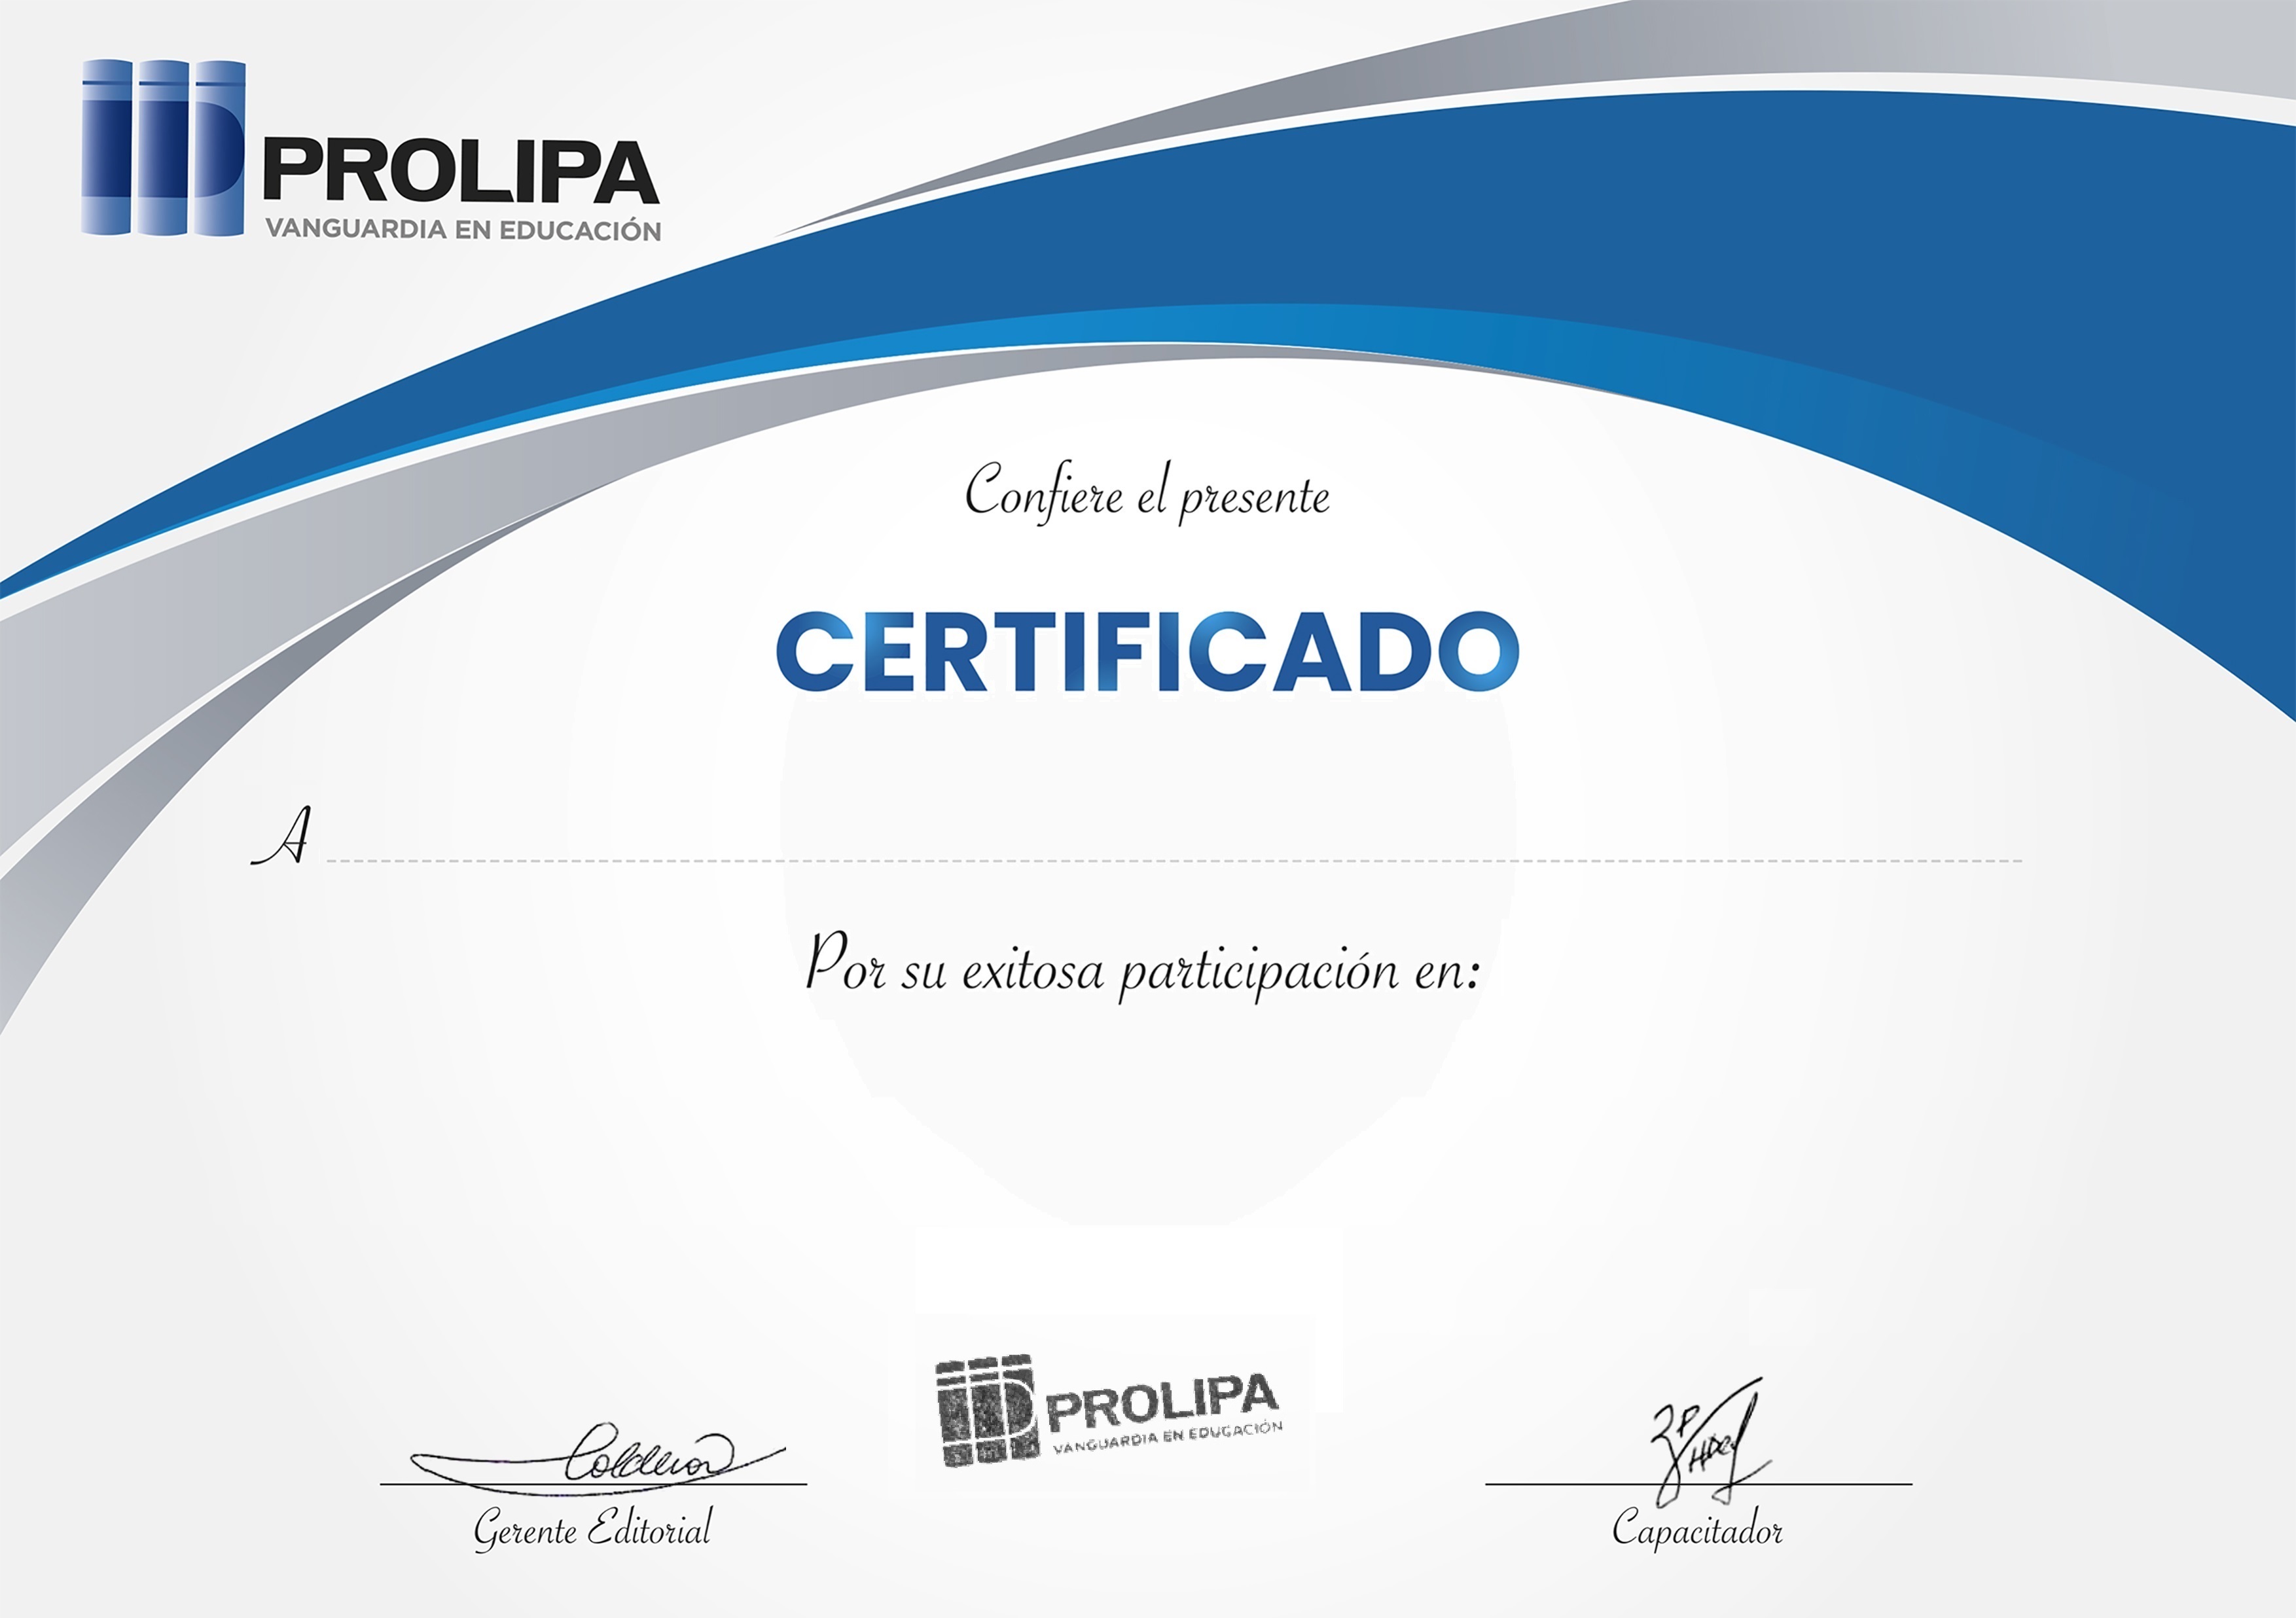 PROLIPA
VANGUARDIA EN EDUCACIÓN
Confiere el presente
CERTIFICADO
A
Por su exitosa participación en:
PROLIPA
VANGUARDIA EN EDUCACIÓN
Gerente Editorial
Capacitador